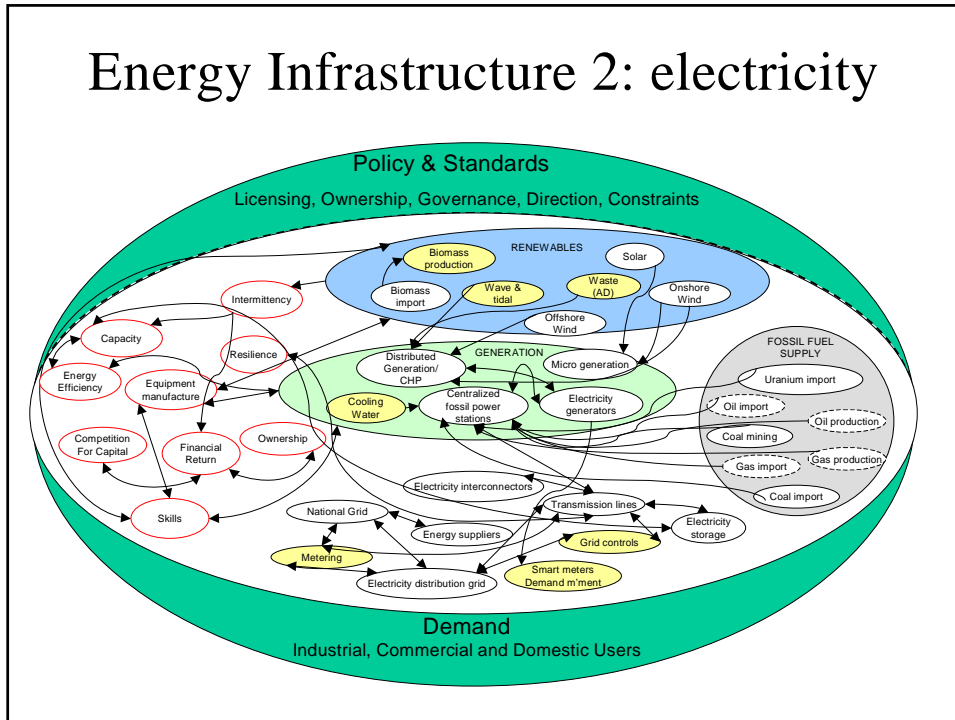 Energy Infrastructure 2: electricity
Policy & Standards
Licensing, Ownership, Governance, Direction, Constraints
RENEWABLES
Biomass
production
Solar
Biomass
import
Wave &
tidal
Waste
(AD)
Onshore
Wind
Offshore
Wind
Intermittency
Capacity
Resilience
Energy
Efficiency
Equipment
manufacture
Competition
For Capital
Financial
Return
Ownership
Skills
GENERATION
Distributed
Generation/
CHP
Micro generation
Cooling
Water
Centralized
fossil power
stations
Electricity
generators
FOSSIL FUEL
SUPPLY
Uranium import
Oil import
Oil production
Coal mining
Gas import
Gas production
Coal import
Electricity interconnectors
National Grid
Transmission lines
Energy suppliers
Electricity
storage
Grid controls
Metering
Electricity distribution grid
Smart meters
Demand m'ment
Demand
Industrial, Commercial and Domestic Users